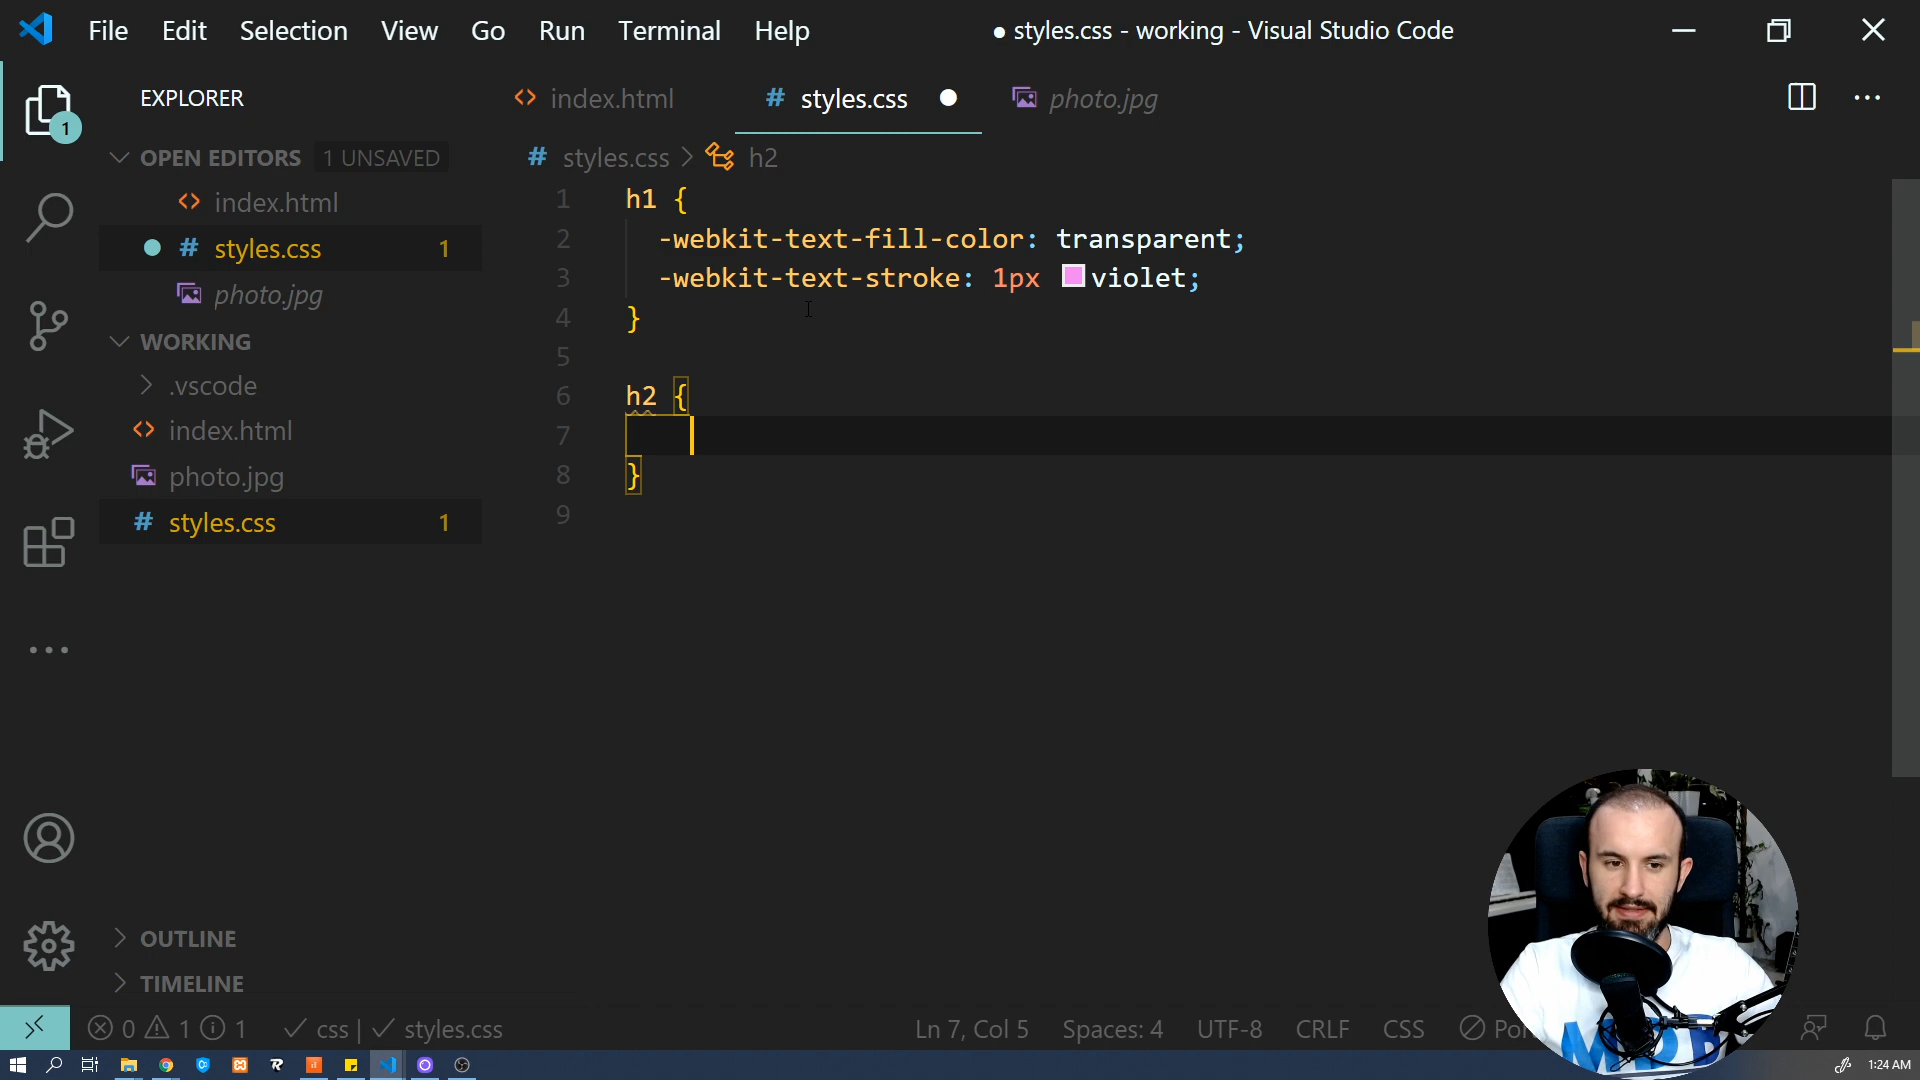 File Edit Selection View Go Run Terminal Help
● styles.css - working - Visual Studio Code
EXPLORER
index.html
# styles.css
photo.jpg
1
OPEN EDITORS 1 UNSAVED
index.html
# styles.css 1
photo.jpg
WORKING
.vscode
index.html
photo.jpg
# styles.css 1
OUTLINE
TIMELINE
# styles.css > h2
1 h1 {
2 -webkit-text-fill-color: transparent;
3 -webkit-text-stroke: 1px violet;
4 }
5
6 h2 {
7
8 }
9
0 1 1 css | styles.css
Ln 7, Col 5 Spaces: 4 UTF-8 CRLF CSS
1:24 AM